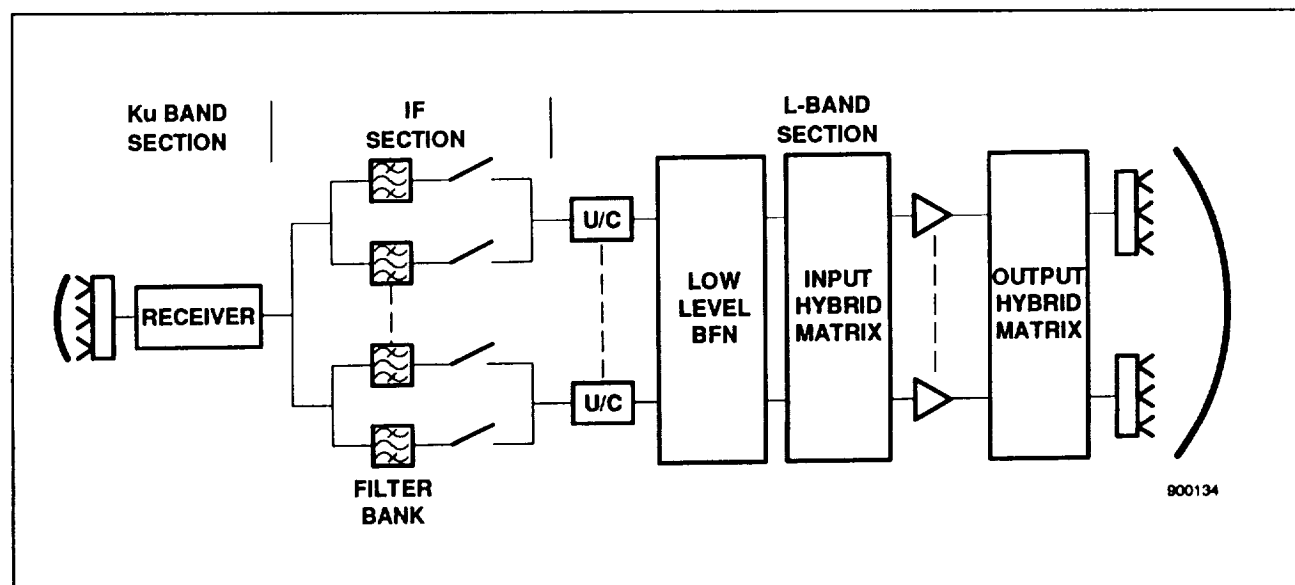 Ku BAND
SECTION
IF
SECTION
L-BAND
SECTION
RECEIVER
U/C
U/C
LOW
LEVEL
BFN
INPUT
HYBRID
MATRIX
OUTPUT
HYBRID
MATRIX
FILTER
BANK
900134